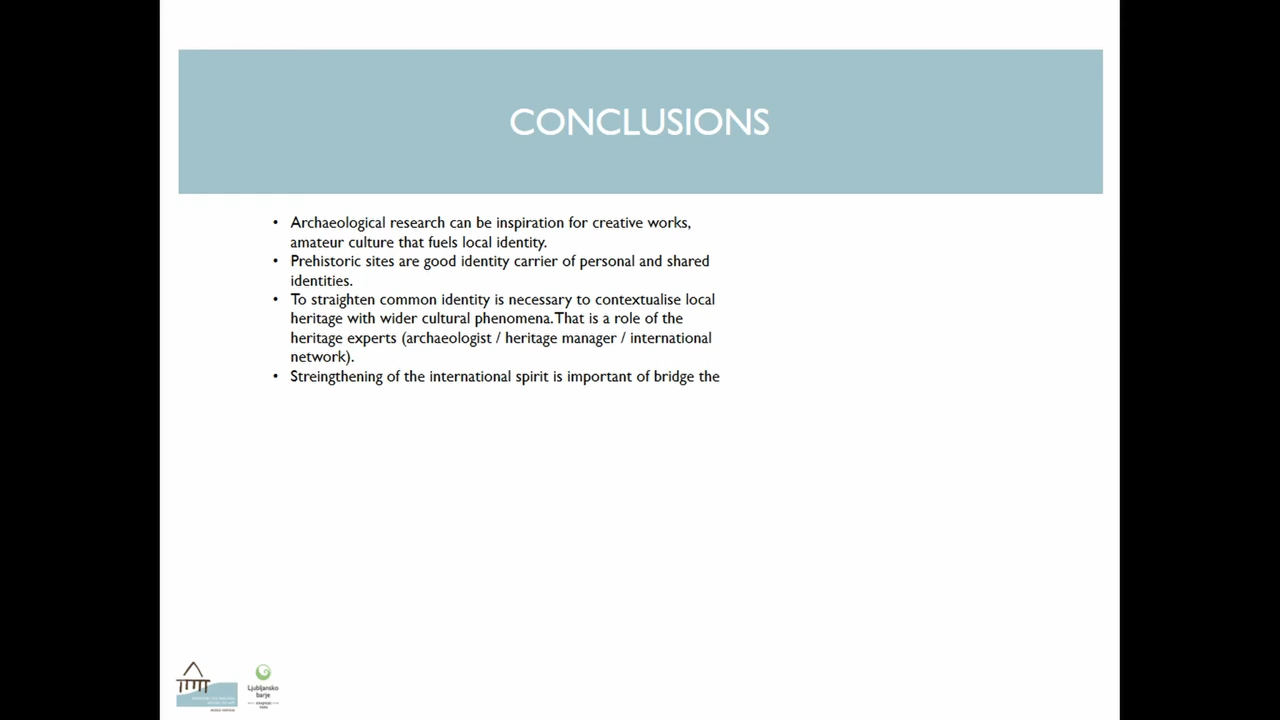 CONCLUSIONS
• Archaeological research can be inspiration for creative works,
amateur culture that fuels local identity.
• Prehistoric sites are good identity carrier of personal and shared
identities.
• To straighten common identity is necessary to contextualise local
heritage with wider cultural phenomena.That is a role of the
heritage experts (archaeologist / heritage manager / international
network).
• Streingthening of the international spirit is important of bridge the
Ljubljansko
barje